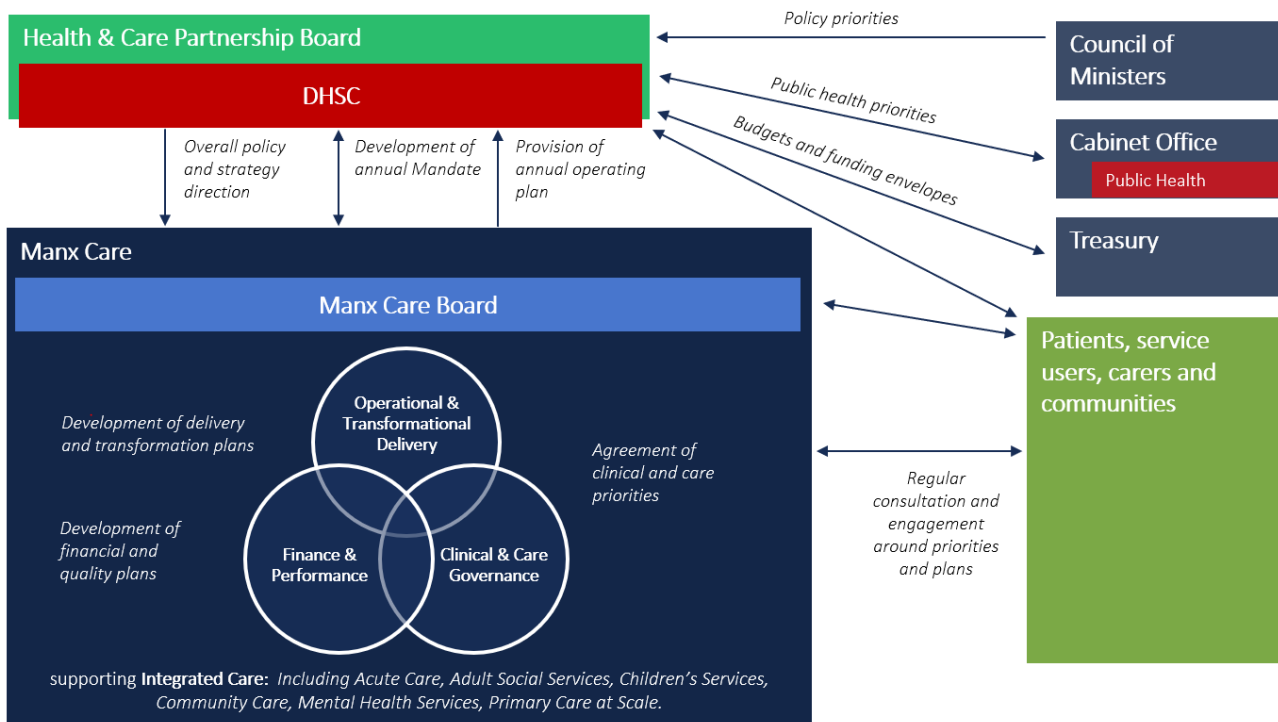 Health & Care Partnership Board
DHSC
Policy priorities
Public health priorities
Budgets and funding envelopes
Council of
Ministers
Cabinet Office
Public Health
Treasury
Overall policy
and strategy
direction
Development of
annual Mandate
Provision of
annual operating
plan
Manx Care
Manx Care Board
Operational &
Transformational
Delivery
Development of delivery
and transformation plans
Agreement of
clinical and care
priorities
Development of
financial and
quality plans
Finance &
Performance
Clinical & Care
Governance
supporting Integrated Care: Including Acute Care, Adult Social Services, Children’s Services,
Community Care, Mental Health Services, Primary Care at Scale.
Patients, service
users, carers and
communities
Regular
consultation and
engagement
around priorities
and plans